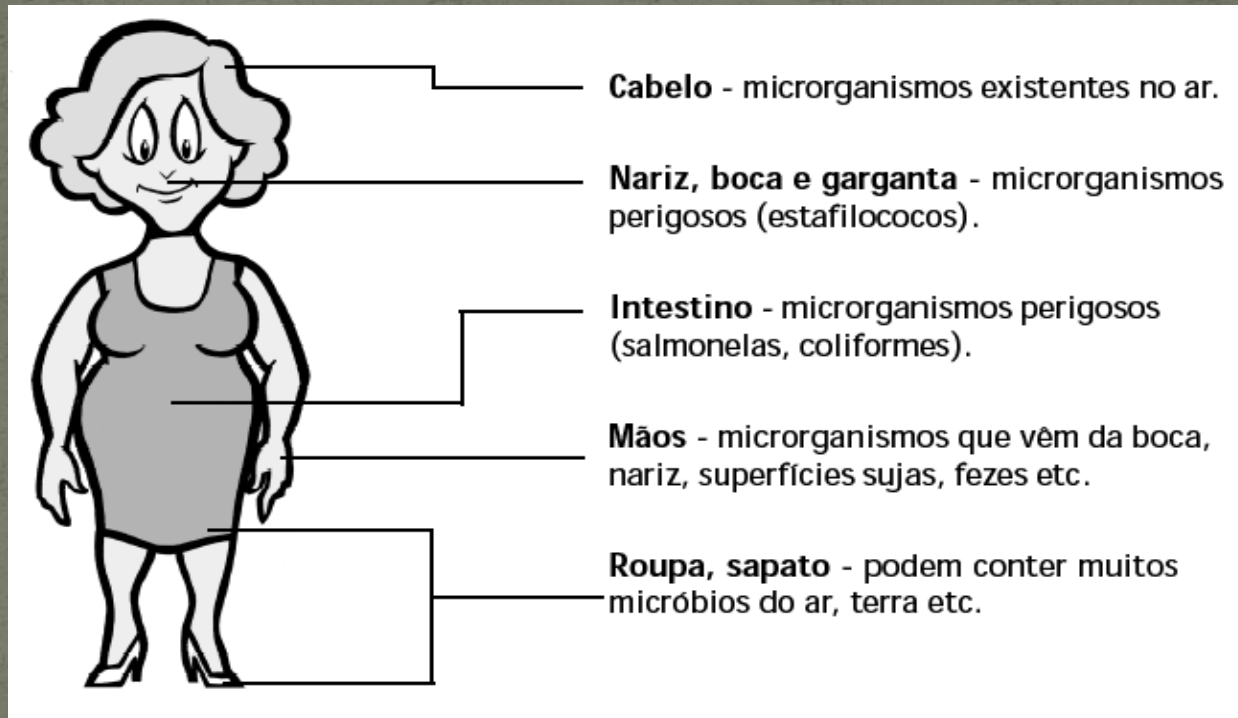 Cabelo - microrganismos existentes no ar.
Nariz, boca e garganta - microrganismos
perigosos (estafilococos).
Intestino - microrganismos perigosos
(salmonelas, coliformes).
Mãos - microrganismos que vêm da boca,
nariz, superfícies sujas, fezes etc.
Roupa, sapato - podem conter muitos
micróbios do ar, terra etc.